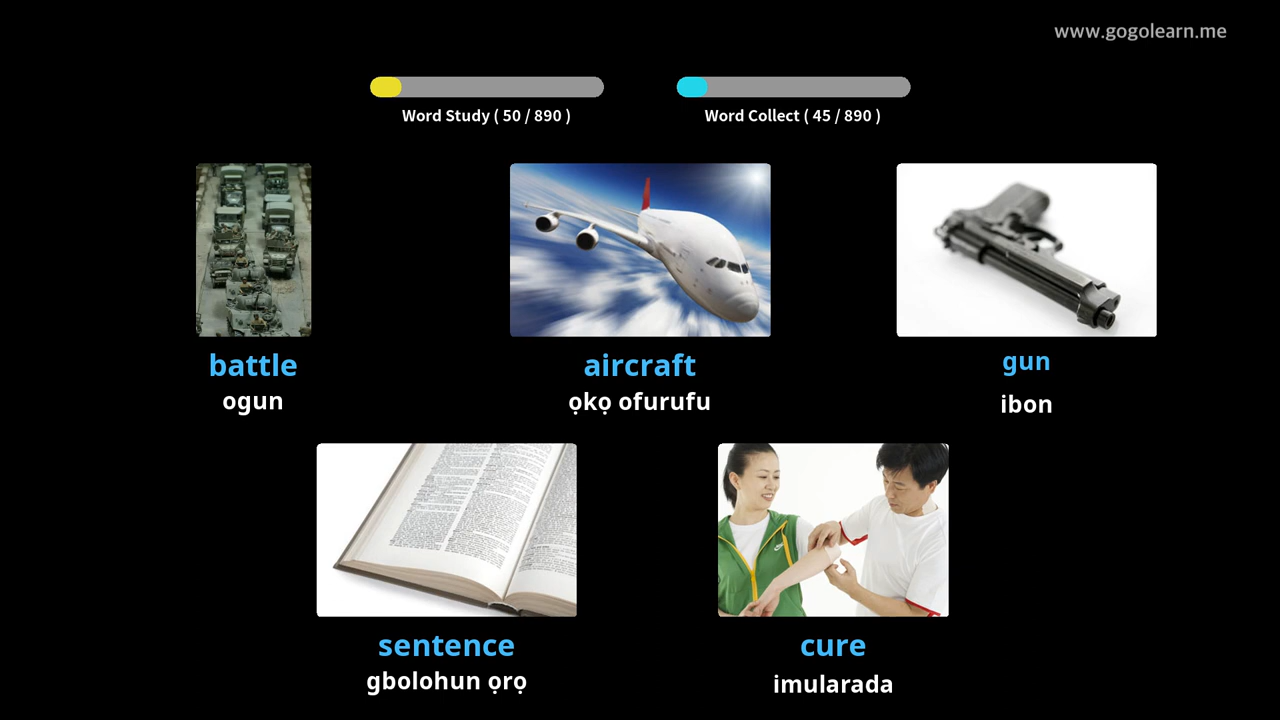 www.gogolearn.me
Word Study ( 50 / 890 )
Word Collect ( 45 / 890 )
battle
ogun
aircraft
ọkọ ofurufu
gun
ibon
sentence
gbolohun ọrọ
cure
imularada